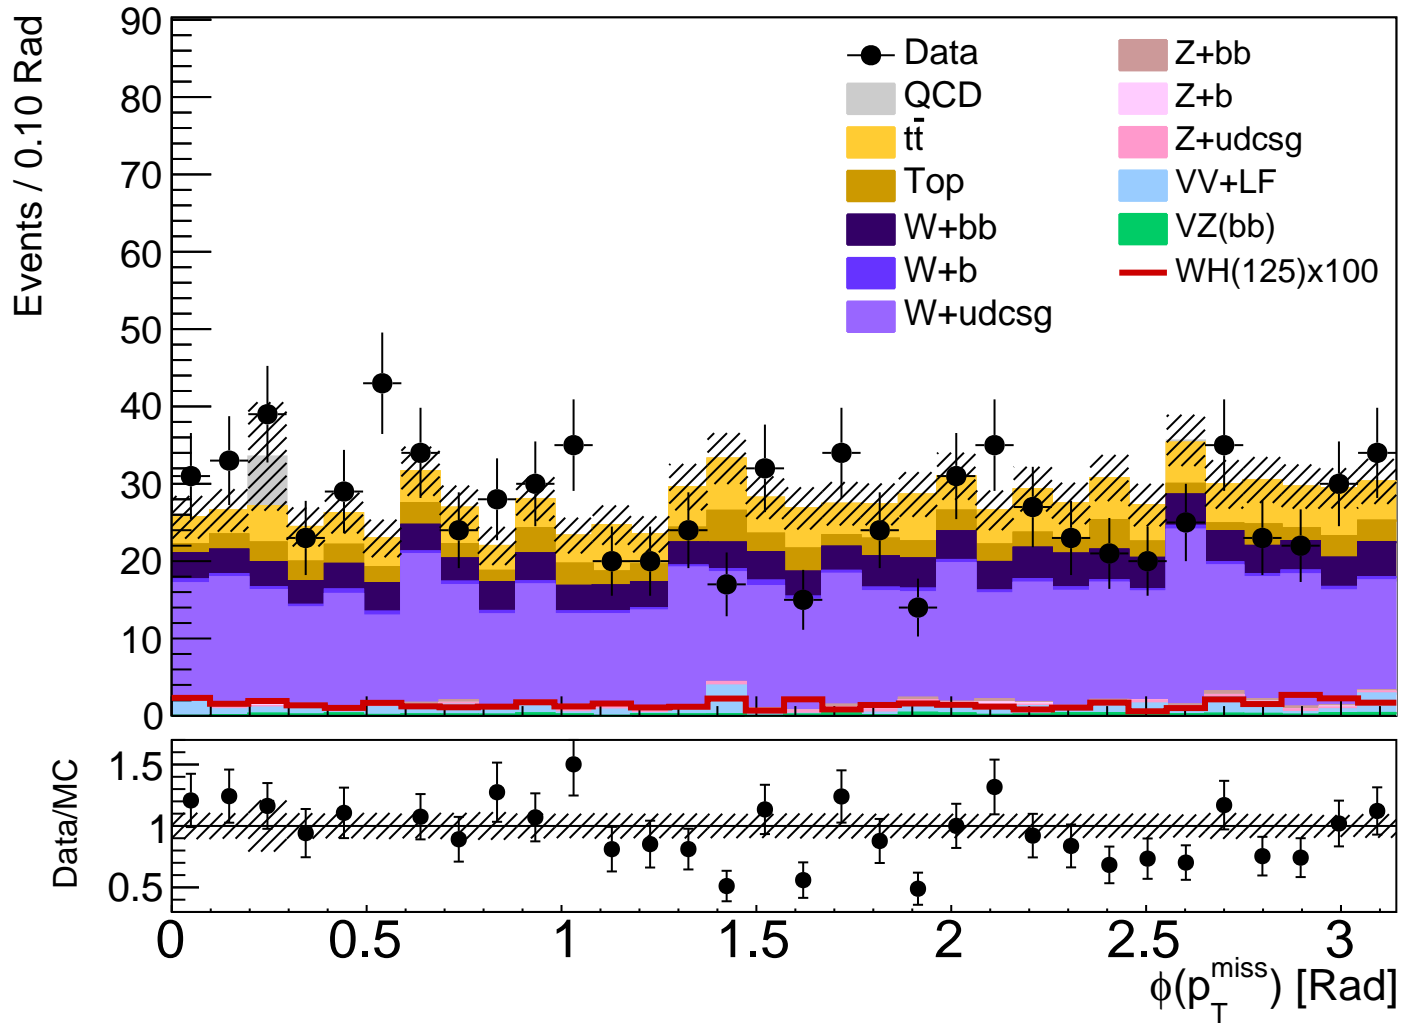 Events / 0.10 Rad
90
80
70
60
50
40
30
20
10
0
Data
QCD
tt̄
Top
W+bb
W+b
W+udcsg
Z+bb
Z+b
Z+udcsg
VV+LF
VZ(bb)
WH(125)x100
Data/MC
1.5
1
0.5
0 0.5 1 1.5 2 2.5 3
ϕ(p_T^miss) [Rad]